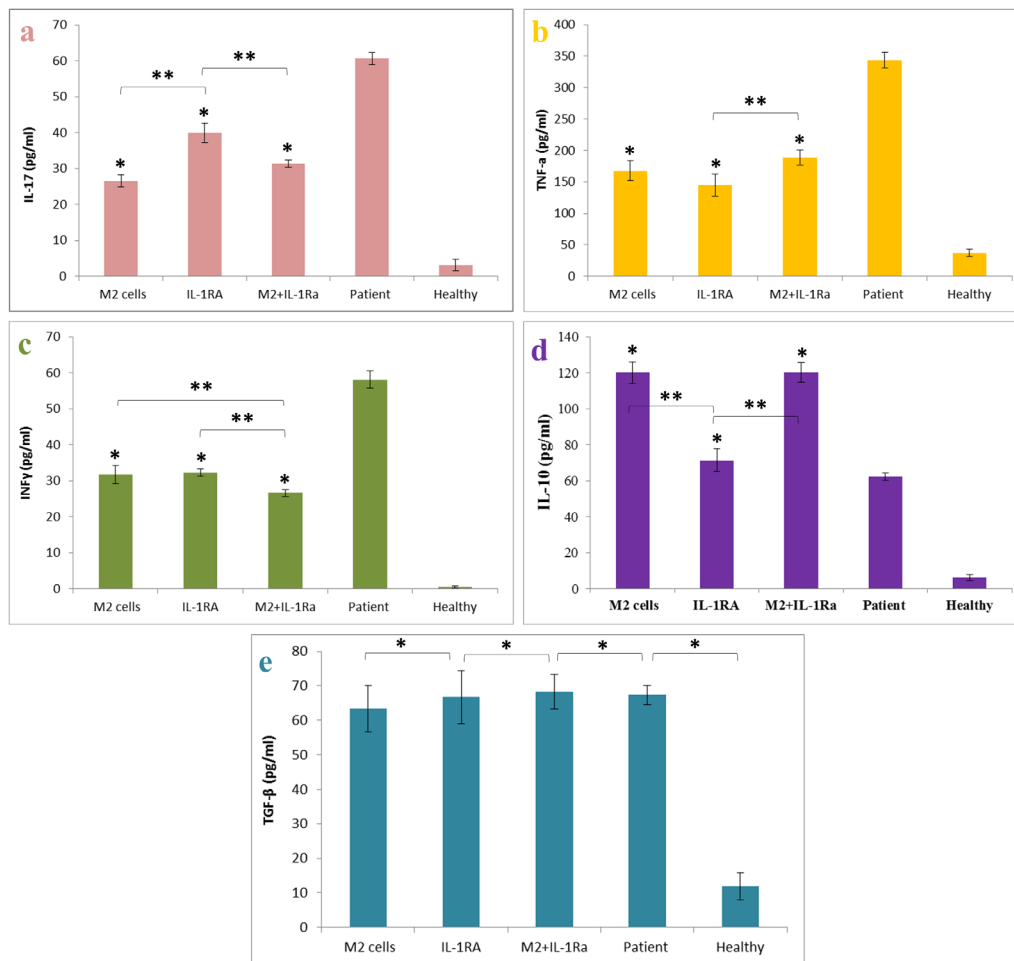 a
IL-17 (pg/ml)
70
60
50
40
30
20
10
0
** **
* * *
M2 cells IL-1RA M2+IL-1Ra Patient Healthy
b
TNF-a (pg/ml)
400
350
300
250
200
150
100
50
0
**
* * *
M2 cells IL-1RA M2+IL-1Ra Patient Healthy
c
INFγ (pg/ml)
70
60
50
40
30
20
10
0
**
**
* * *
M2 cells IL-1RA M2+IL-1Ra Patient Healthy
d
IL-10 (pg/ml)
140
120
100
80
60
40
20
0
* *
** **
*
M2 cells IL-1RA M2+IL-1Ra Patient Healthy
e
TGF-β (pg/ml)
80
70
60
50
40
30
20
10
0
* * * *
M2 cells IL-1RA M2+IL-1Ra Patient Healthy